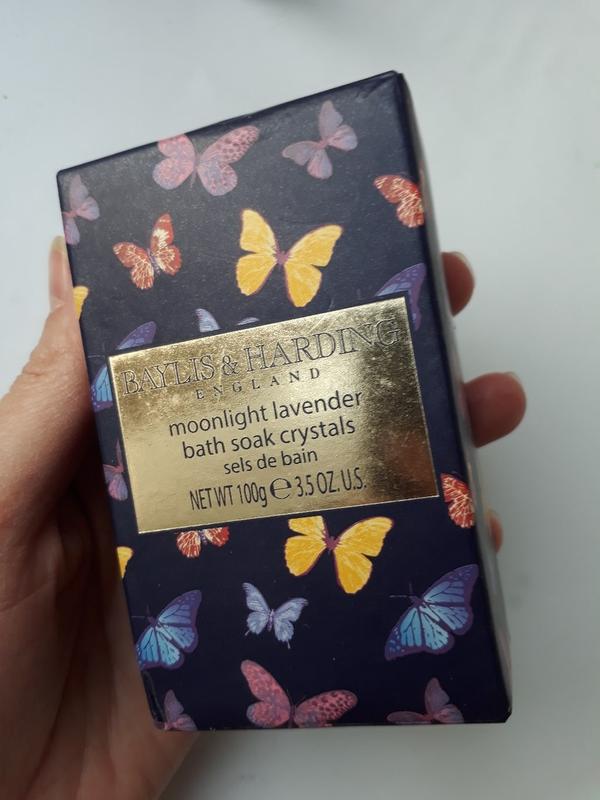 BAYLIS & HARDING
ENGLAND
moonlight lavender
bath soak crystals
sels de bain
NET WT 100g ℮ 3.5 OZ. U.S.